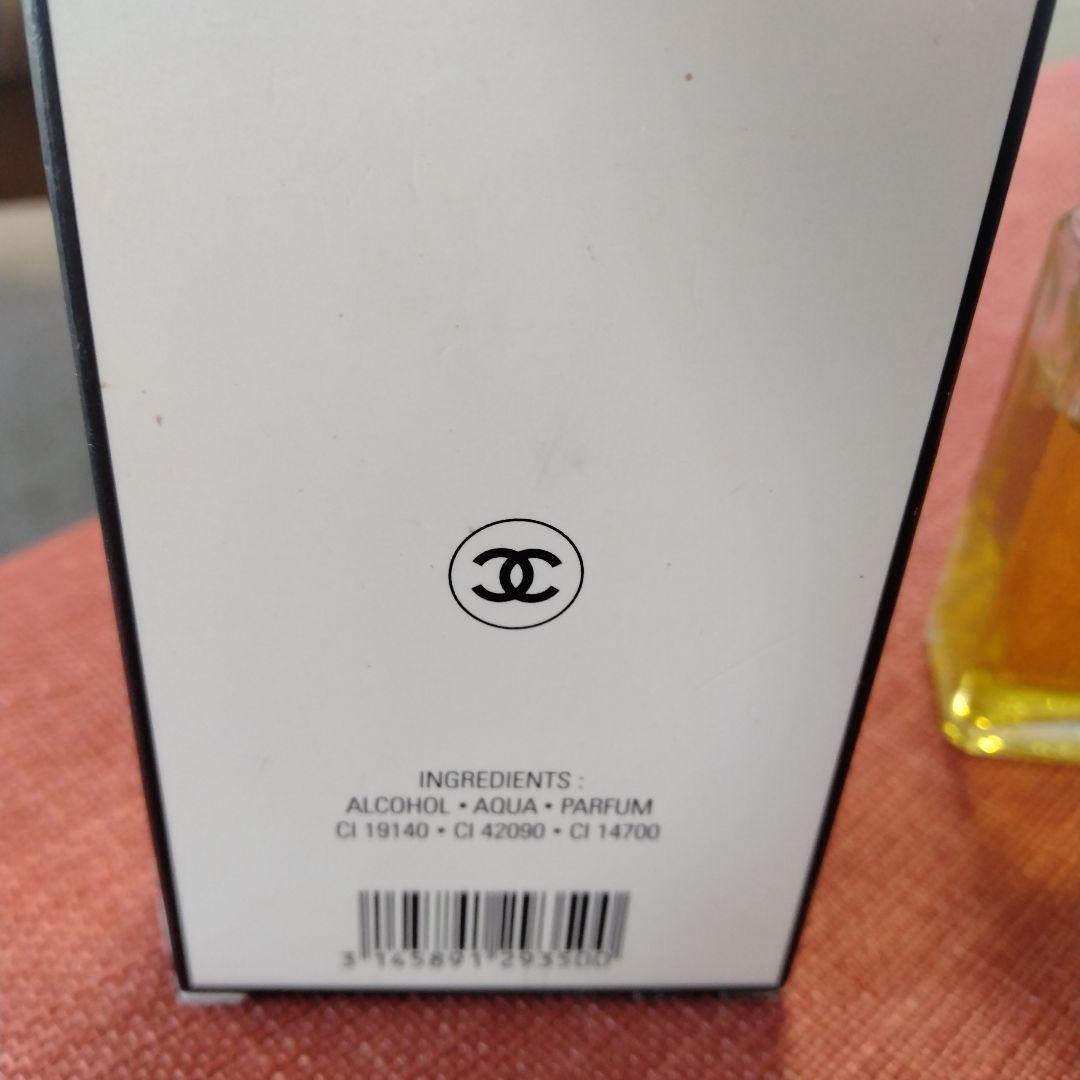 INGREDIENTS :
ALCOHOL • AQUA • PARFUM
CI 19140 • CI 42090 • CI 14700
3 145891 293500